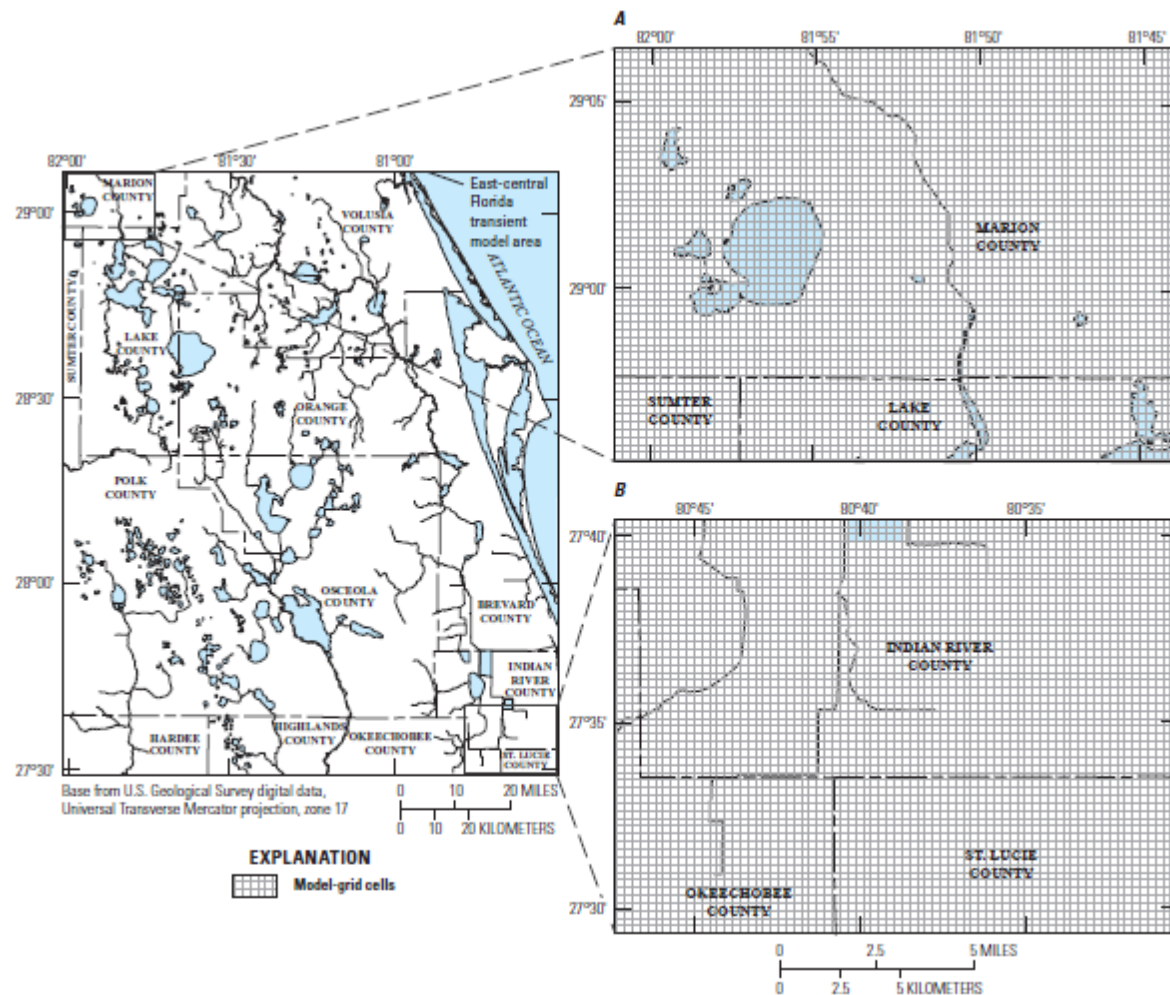 A
82°00' 81°55' 81°50' 81°45'
29°05'
29°00'
MARION
COUNTY
SUMTER
COUNTY
LAKE
COUNTY
82°00' 81°30' 81°00'
29°00'
28°30'
28°00'
27°30'
MARION
COUNTY
VOLUSIA
COUNTY
East-central
Florida
transient
model area
ATLANTIC OCEAN
SUMTER COUNTY
LAKE
COUNTY
ORANGE
COUNTY
POLK
COUNTY
OSCEOLA
COUNTY
BREVARD
COUNTY
INDIAN
RIVER
COUNTY
HARDEE
COUNTY
HIGHLANDS
COUNTY
OKEECHOBEE
COUNTY
ST. LUCIE
COUNTY
B
80°45' 80°40' 80°35'
27°40'
27°35'
27°30'
INDIAN RIVER
COUNTY
ST. LUCIE
COUNTY
OKEECHOBEE
COUNTY
Base from U.S. Geological Survey digital data,
Universal Transverse Mercator projection, zone 17
0 10 20 MILES
0 10 20 KILOMETERS
EXPLANATION
Model-grid cells
0 2.5 5 MILES
0 2.5 5 KILOMETERS